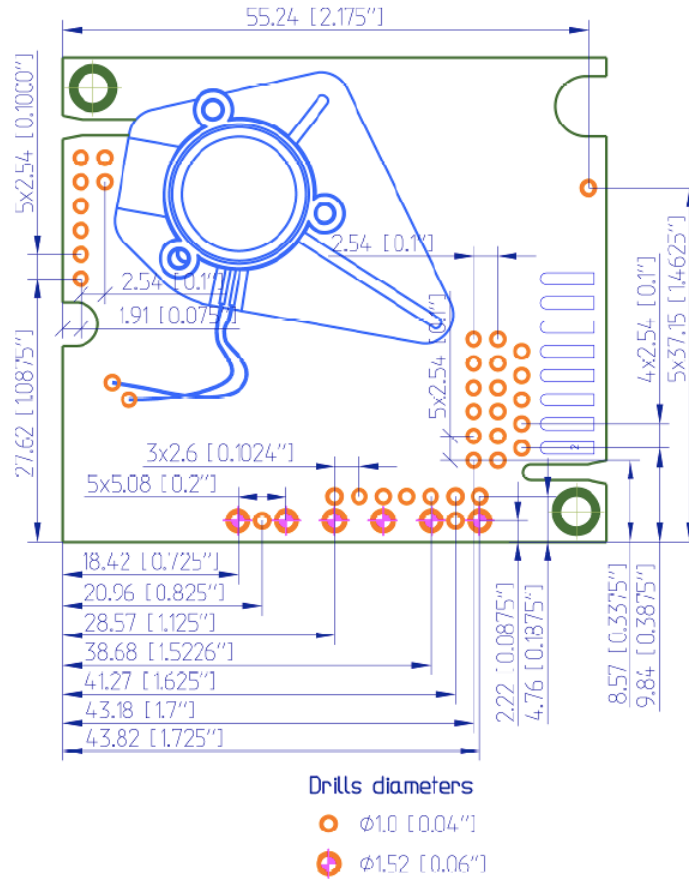 55.24 [2.175"]
5x2.54 [0.1000"]
2.54 [0.1"]
2.54 [0.1"]
1.91 [0.075"]
4x2.54 [0.1"]
5x37.15 [1.4625"]
5x2.54 [0.1"]
27.62 [1.0875"]
3x2.6 [0.1024"]
2
5x5.08 [0.2"]
18.42 [0.725"]
20.96 [0.825"]
28.57 [1.125"]
38.68 [1.5226"]
41.27 [1.625"]
43.18 [1.7"]
43.82 [1.725"]
2.22 [0.0875"]
4.76 [0.1875"]
8.57 [0.3375"]
9.84 [0.3875"]
Drills diameters
Φ1.0 [0.04"]
Φ1.52 [0.06"]